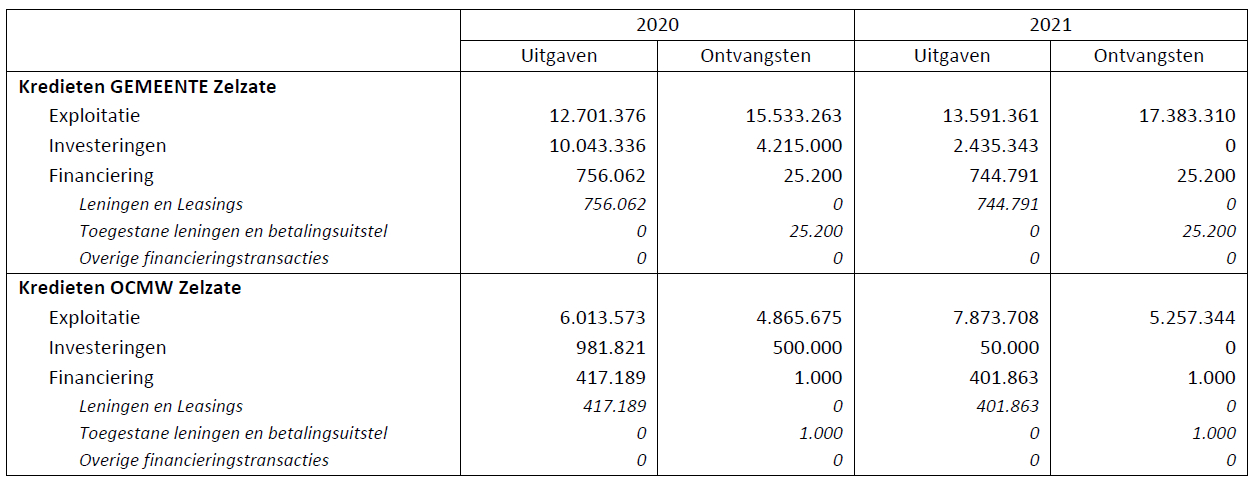 2020 2021
Uitgaven Ontvangsten Uitgaven Ontvangsten
Kredieten GEMEENTE Zelzate
Exploitatie 12.701.376 15.533.263 13.591.361 17.383.310
Investeringen 10.043.336 4.215.000 2.435.343 0
Financiering 756.062 25.200 744.791 25.200
Leningen en Leasings 756.062 0 744.791 0
Toegestane leningen en betalingsuitstel 0 25.200 0 25.200
Overige financieringstransacties 0 0 0 0
Kredieten OCMW Zelzate
Exploitatie 6.013.573 4.865.675 7.873.708 5.257.344
Investeringen 981.821 500.000 50.000 0
Financiering 417.189 1.000 401.863 1.000
Leningen en Leasings 417.189 0 401.863 0
Toegestane leningen en betalingsuitstel 0 1.000 0 1.000
Overige financieringstransacties 0 0 0 0